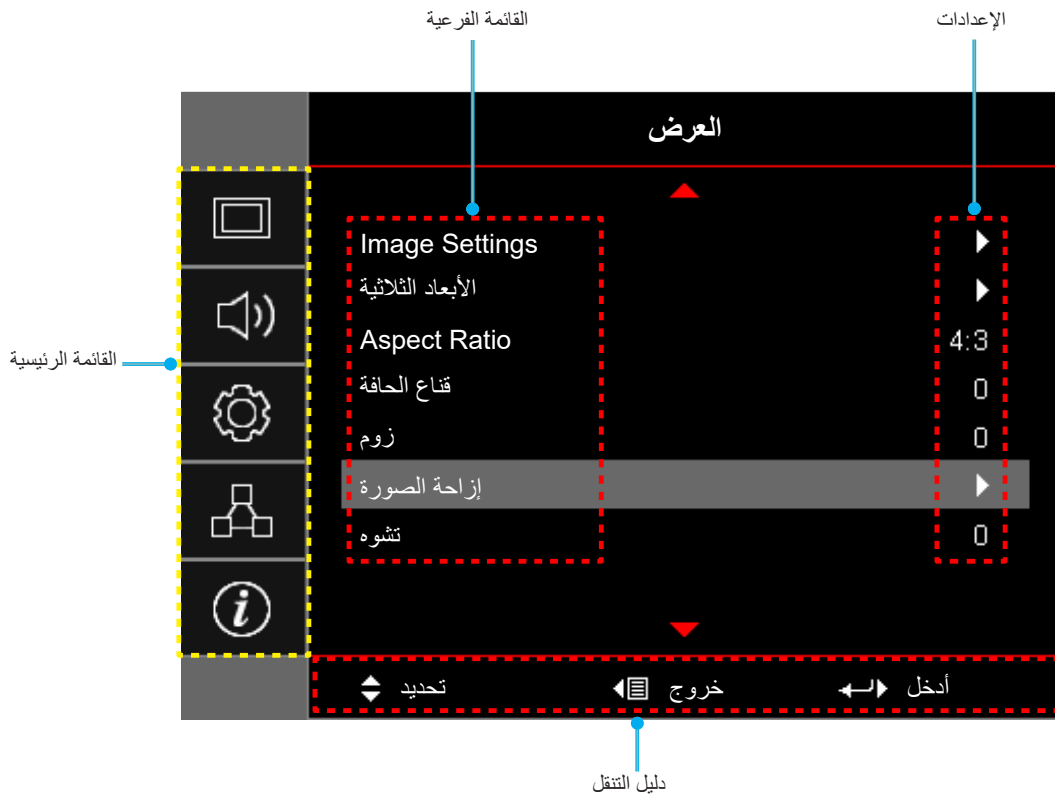 القائمة الفرعية
الإعدادات
العرض
Image Settings
الأبعاد الثلاثية
Aspect Ratio 4:3
قناع الحافة 0
زوم 0
إزاحة الصورة
تشوه 0
القائمة الرئيسية
تحديد
خروج
أدخل
دليل التنقل